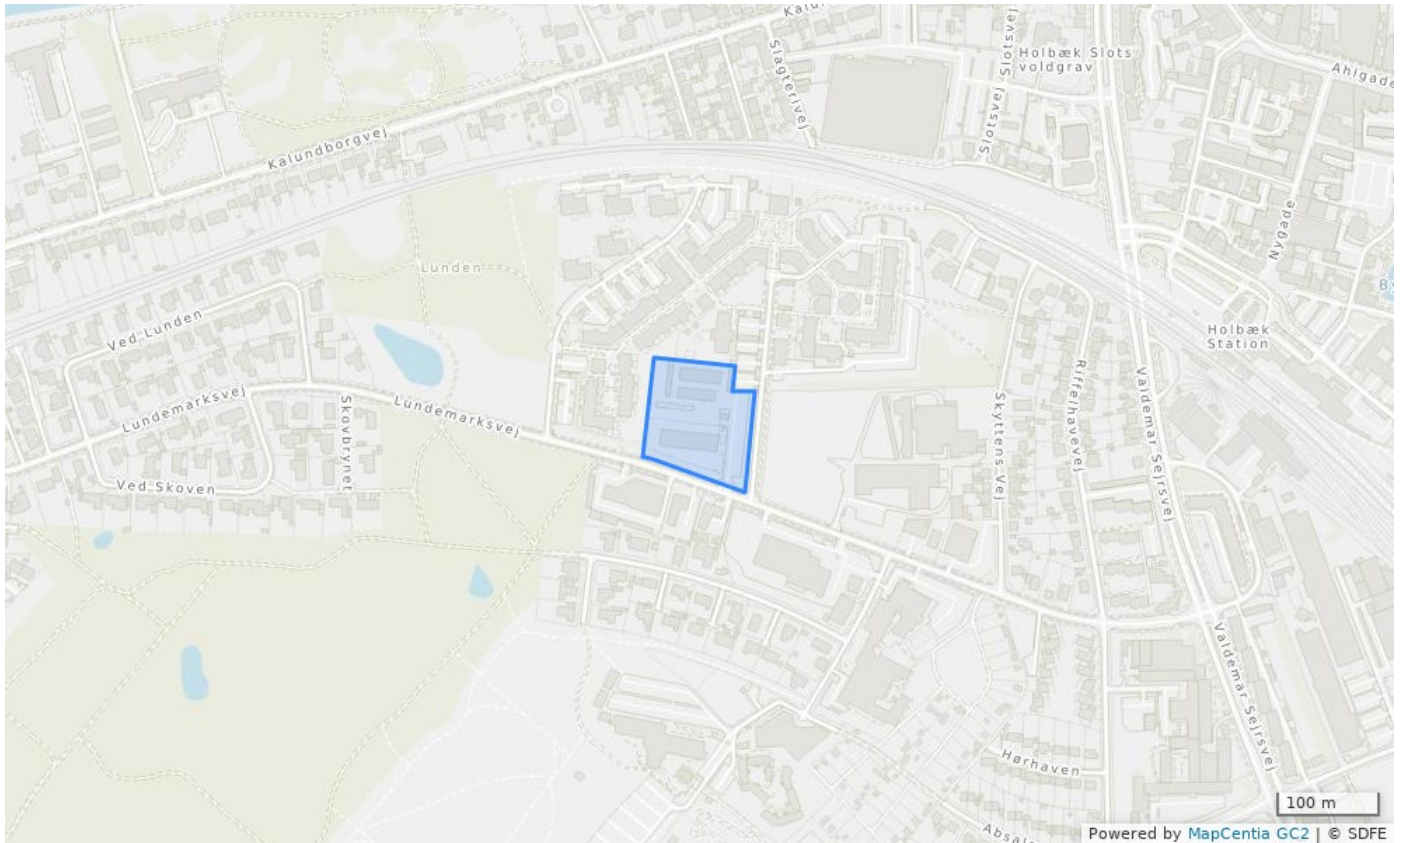 Kalundborgvej
Slagterivej
Slotsvej
Slotsvej
Holbæk Slots
voldgrav
Ahlgade
Nygade
Lunden
Ved Lunden
Holbæk
Station
Lundemarksvej
Lundemarksvej
Skovbrynet
Ved Skoven
Skyttens Vej
Riffelhavevej
Valdemar Sejrsvej
Valdemar Sejrsvej
Hørhaven
100 m
Powered by MapCentia GC2 | © SDFE